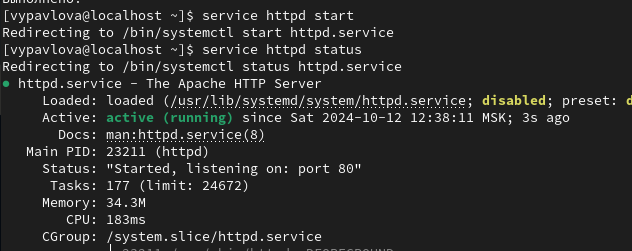 [vypavlova@localhost ~]$ service httpd start
Redirecting to /bin/systemctl start httpd.service
[vypavlova@localhost ~]$ service httpd status
Redirecting to /bin/systemctl status httpd.service
● httpd.service - The Apache HTTP Server
Loaded: loaded (/usr/lib/systemd/system/httpd.service; disabled; preset: d
Active: active (running) since Sat 2024-10-12 12:38:11 MSK; 3s ago
Docs: man:httpd.service(8)
Main PID: 23211 (httpd)
Status: "Started, listening on: port 80"
Tasks: 177 (limit: 24672)
Memory: 34.3M
CPU: 183ms
CGroup: /system.slice/httpd.service